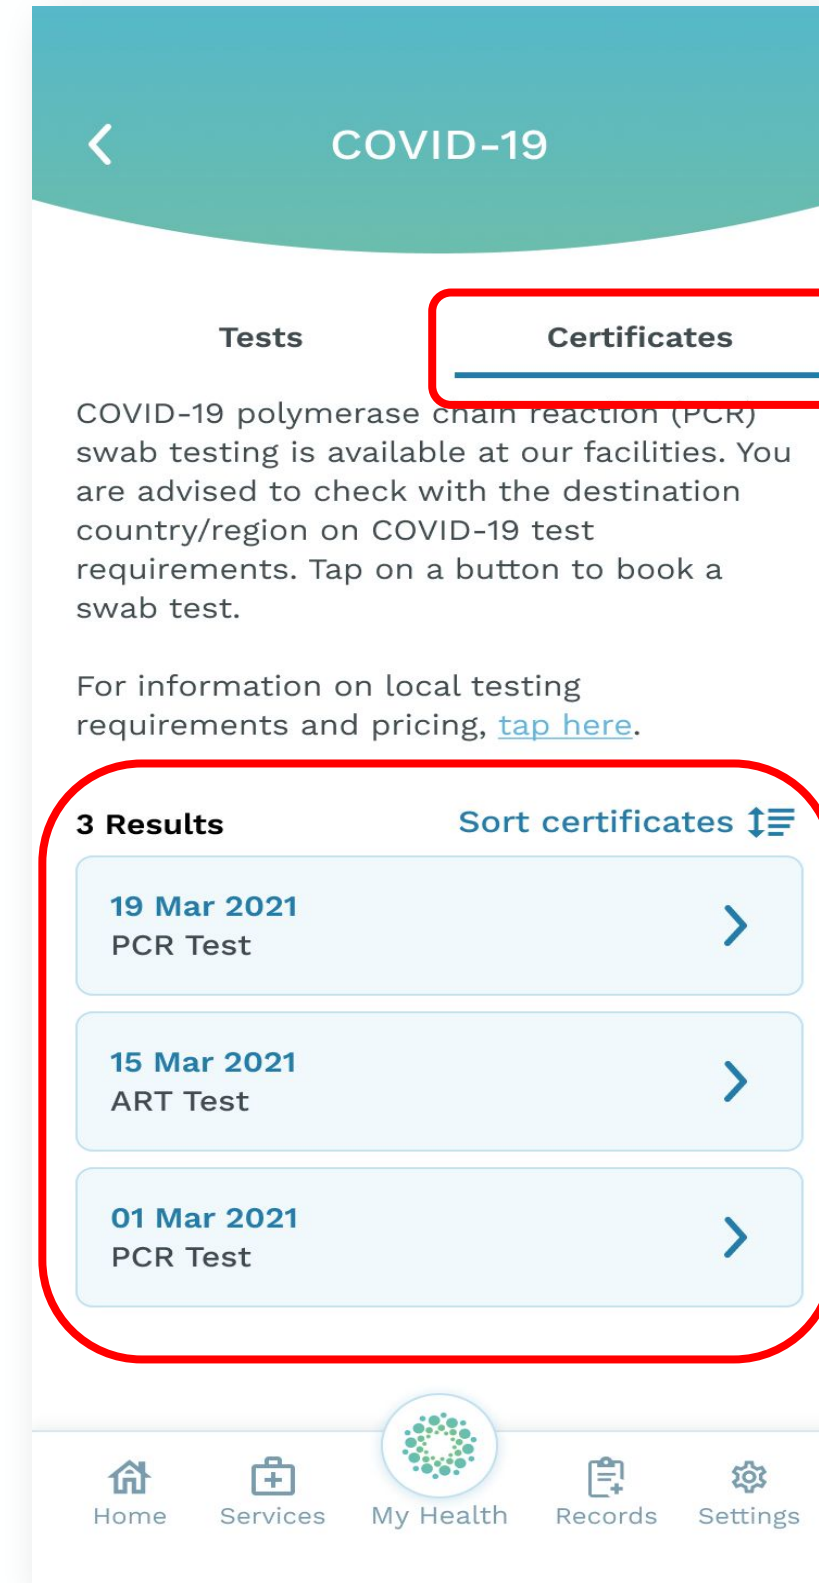 COVID-19
Tests Certificates
COVID-19 polymerase chain reaction (PCR)
swab testing is available at our facilities. You
are advised to check with the destination
country/region on COVID-19 test
requirements. Tap on a button to book a
swab test.
For information on local testing
requirements and pricing, tap here.
3 Results Sort certificates
19 Mar 2021
PCR Test
15 Mar 2021
ART Test
01 Mar 2021
PCR Test
Home Services My Health Records Settings